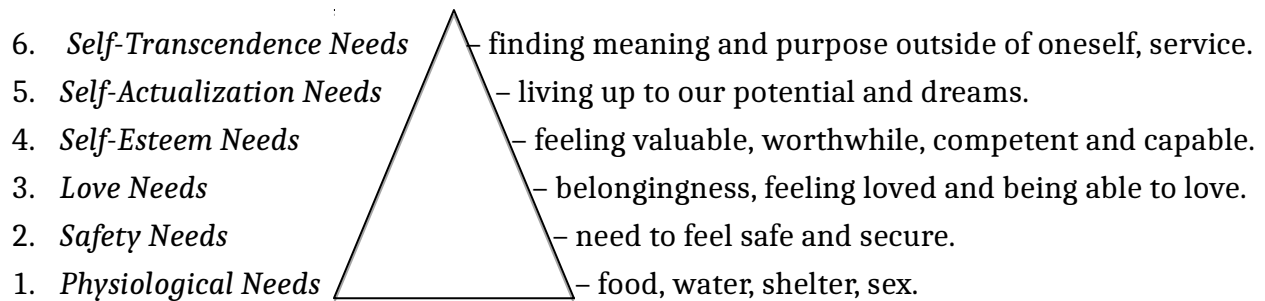 6. Self-Transcendence Needs – finding meaning and purpose outside of oneself, service.
5. Self-Actualization Needs – living up to our potential and dreams.
4. Self-Esteem Needs – feeling valuable, worthwhile, competent and capable.
3. Love Needs – belongingness, feeling loved and being able to love.
2. Safety Needs – need to feel safe and secure.
1. Physiological Needs – food, water, shelter, sex.